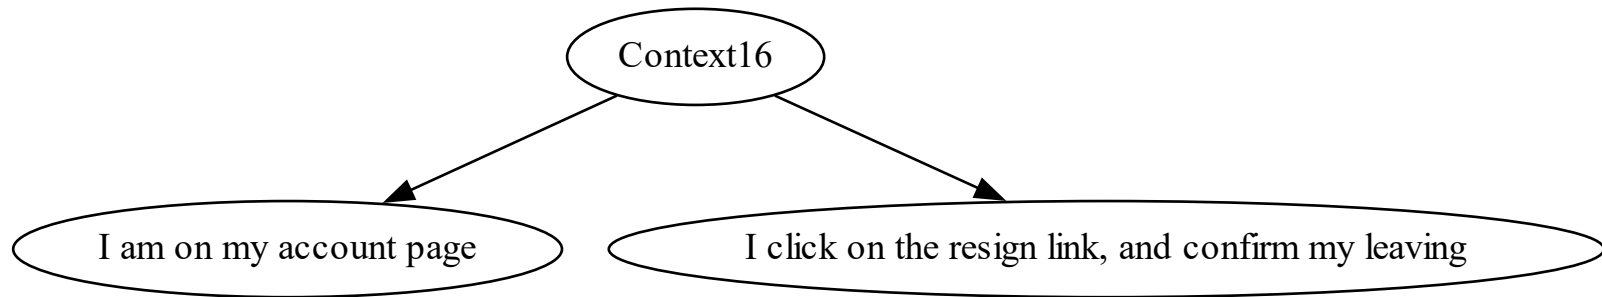 Context16
I am on my account page
I click on the resign link, and confirm my leaving